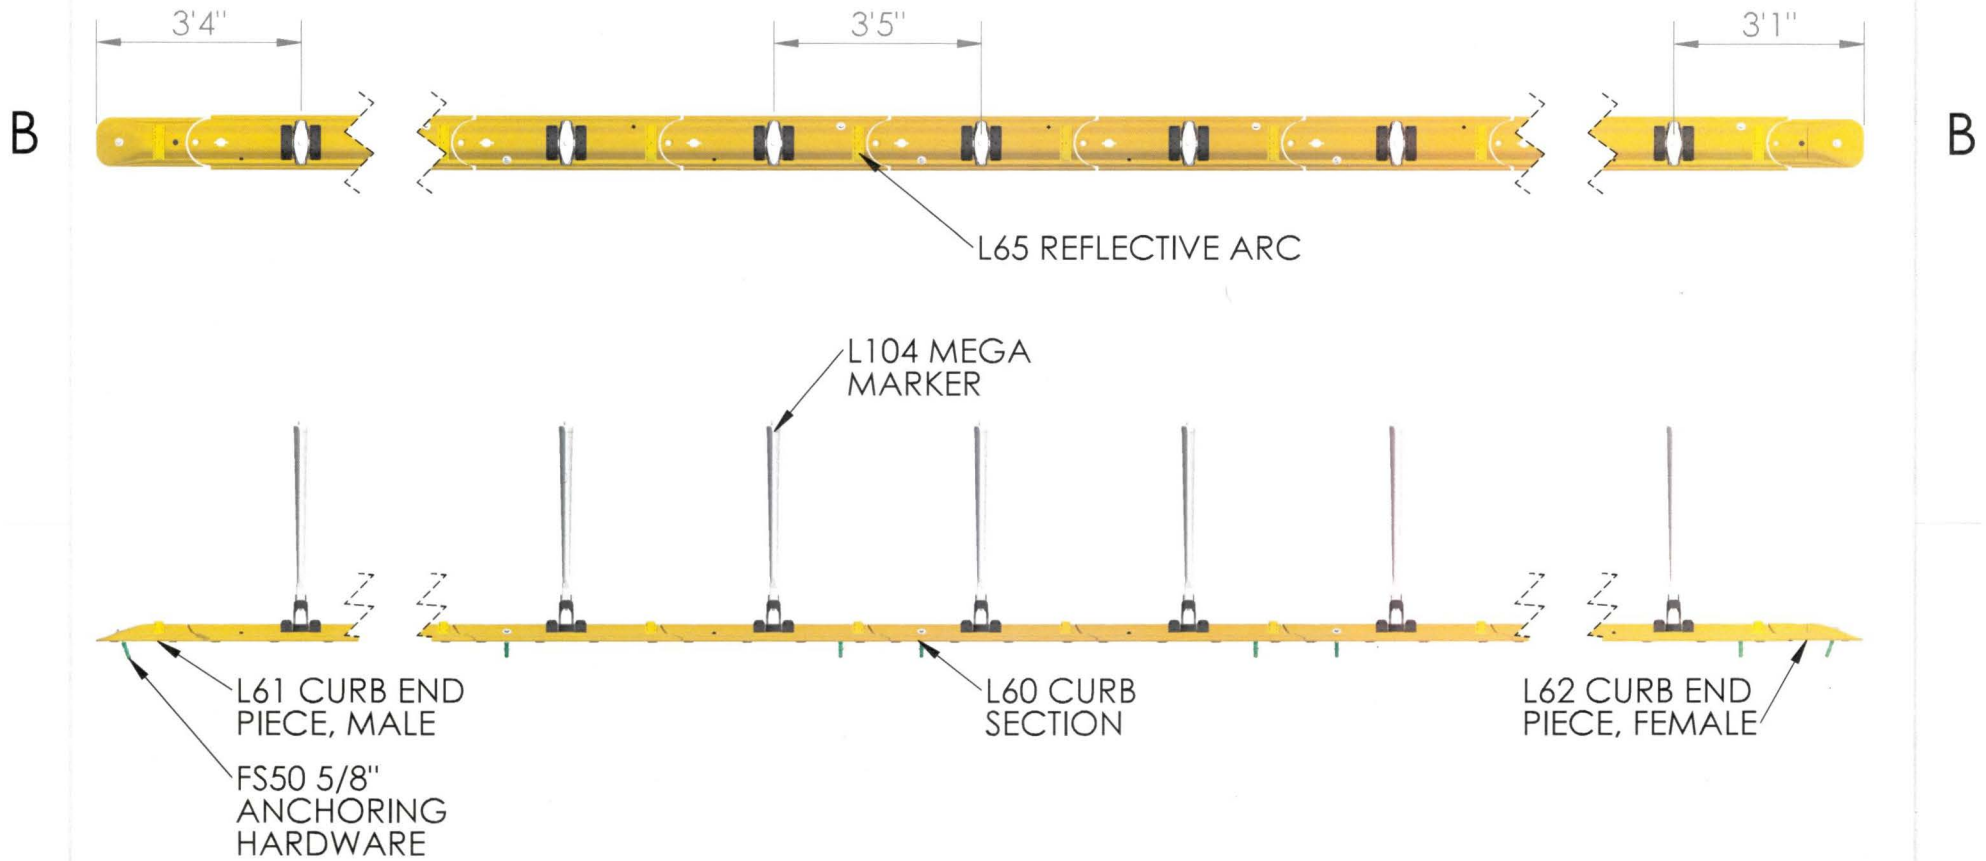 3'4"
3'5"
3'1"
B
B
L65 REFLECTIVE ARC
L104 MEGA
MARKER
L61 CURB END
PIECE, MALE
L60 CURB
SECTION
L62 CURB END
PIECE, FEMALE
FS50 5/8"
ANCHORING
HARDWARE